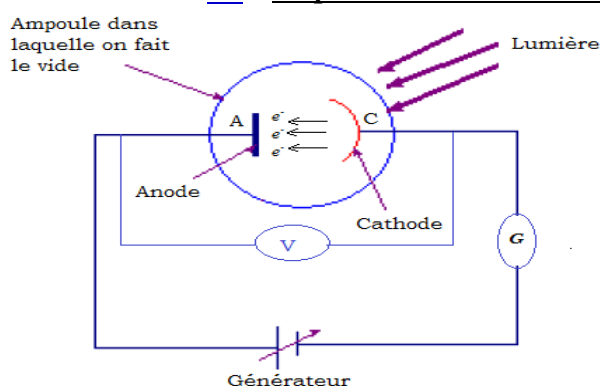 Ampoule dans
laquelle on fait
le vide
Lumière
A
e-
e-
e-
C
Anode
Cathode
V
G
Générateur